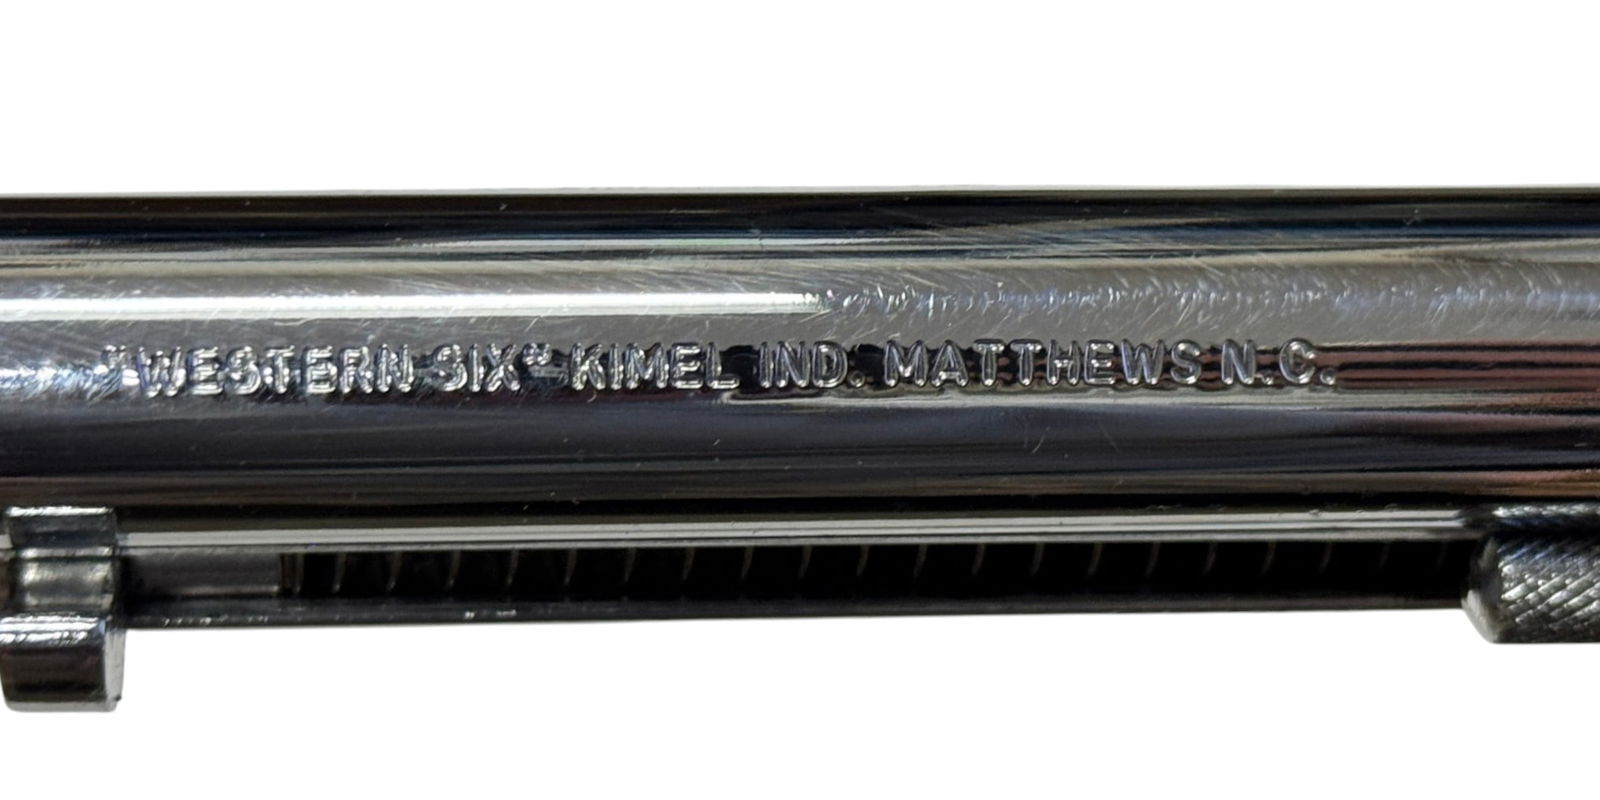 "WESTERN SIX" KIMEL IND. MATTHEWS N.C.